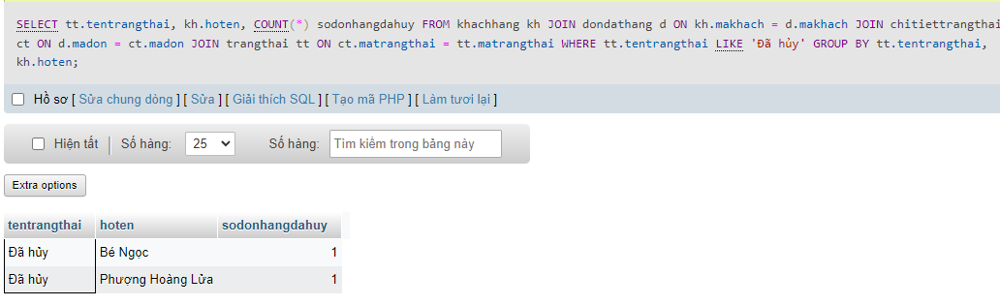 SELECT tt.tentrangthai, kh.hoten, COUNT(*) sodonhangdahuy FROM khachhang kh JOIN dondathang d ON kh.makhach = d.makhach JOIN chitiettrangthai
ct ON d.madon = ct.madon JOIN trangthai tt ON ct.matrangthai = tt.matrangthai WHERE tt.tentrangthai LIKE 'Đã hủy' GROUP BY tt.tentrangthai,
kh.hoten;
Hồ sơ [ Sửa chung dòng ] [ Sửa ] [ Giải thích SQL ] [ Tạo mã PHP ] [ Làm tươi lại ]
Hiện tất | Số hàng: 25 Số hàng: Tìm kiếm trong bảng này
Extra options
tentrangthai hoten sodonhangdahuy
Đã hủy Bé Ngọc 1
Đã hủy Phượng Hoàng Lửa 1